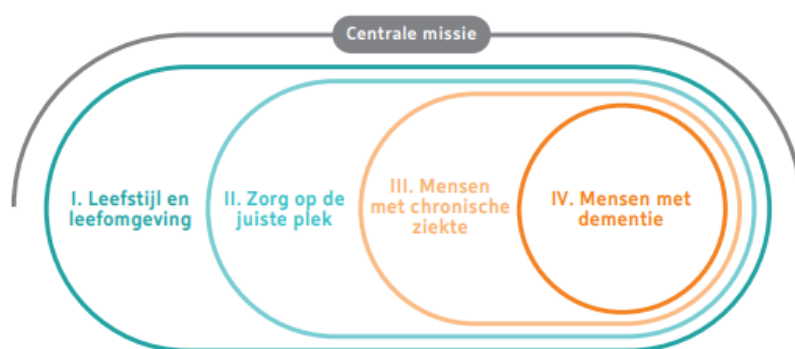 Centrale missie
I. Leefstijl en
leefomgeving
II. Zorg op de
juiste plek
III. Mensen
met chronische
ziekte
IV. Mensen met
dementie